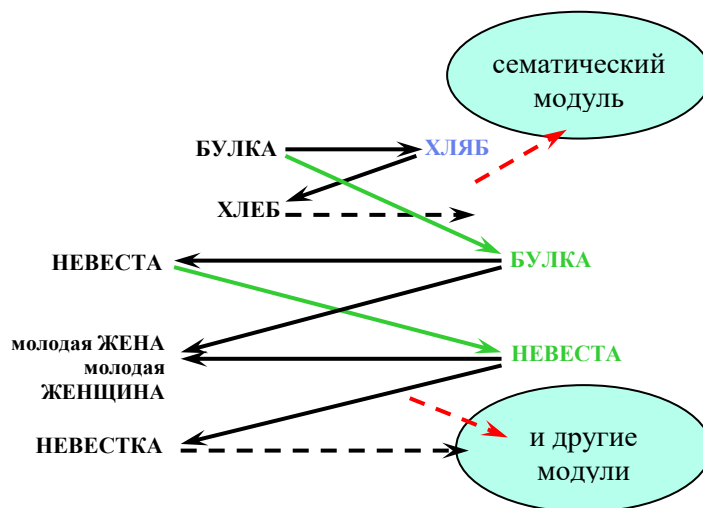 сематический
модуль
БУЛКА ХЛЯБ
ХЛЕБ
НЕВЕСТА БУЛКА
молодая ЖЕНА
НЕВЕСТА
молодая
ЖЕНЩИНА
НЕВЕСТКА
и другие
модули